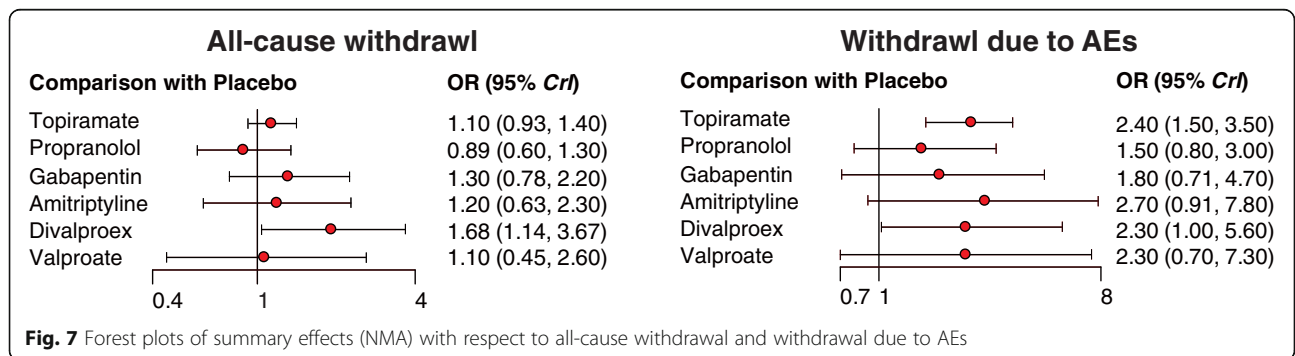 All-cause withdrawl
Comparison with Placebo OR (95% CrI)
Topiramate 1.10 (0.93, 1.40)
Propranolol 0.89 (0.60, 1.30)
Gabapentin 1.30 (0.78, 2.20)
Amitriptyline 1.20 (0.63, 2.30)
Divalproex 1.68 (1.14, 3.67)
Valproate 1.10 (0.45, 2.60)
0.4 1 4
Withdrawl due to AEs
Comparison with Placebo OR (95% CrI)
Topiramate 2.40 (1.50, 3.50)
Propranolol 1.50 (0.80, 3.00)
Gabapentin 1.80 (0.71, 4.70)
Amitriptyline 2.70 (0.91, 7.80)
Divalproex 2.30 (1.00, 5.60)
Valproate 2.30 (0.70, 7.30)
0.7 1 8
Fig. 7 Forest plots of summary effects (NMA) with respect to all-cause withdrawal and withdrawal due to AEs